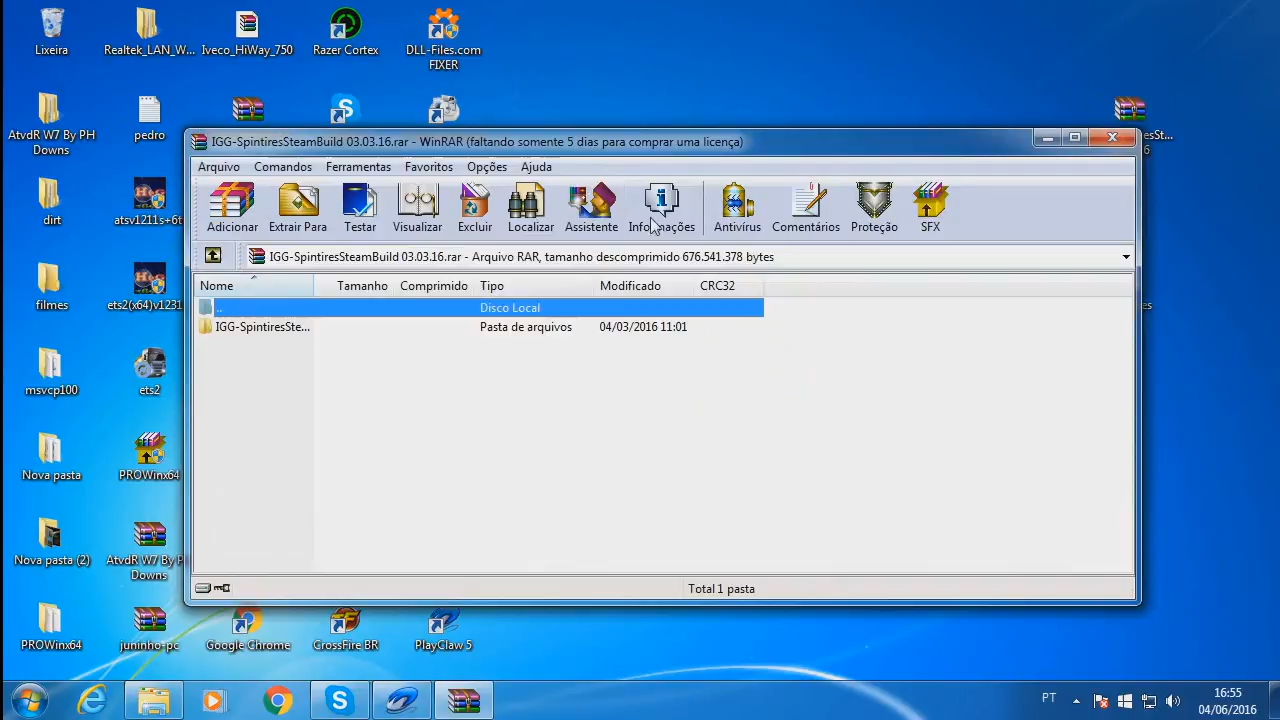 Lixeira
Realtek_LAN_W...
Iveco_HiWay_750
Razer Cortex
DLL-Files.com
FIXER
AtvdR W7 By PH
Downs
pedro
esSt...
6
IGG-SpintiresSteamBuild 03.03.16.rar - WinRAR (faltando somente 5 dias para comprar uma licença)
Arquivo Comandos Ferramentas Favoritos Opções Ajuda
Adicionar Extrair Para Testar Visualizar Excluir Localizar Assistente Informações Antivírus Comentários Proteção SFX
IGG-SpintiresSteamBuild 03.03.16.rar - Arquivo RAR, tamanho descomprimido 676.541.378 bytes
Nome Tamanho Comprimido Tipo Modificado CRC32
.. Disco Local
IGG-SpintiresSte... Pasta de arquivos 04/03/2016 11:01
Total 1 pasta
dirt
atsv1211s+6t
filmes
ets2(x64)v1231
es
msvcp100
ets2
Nova pasta
PROWinx64
Nova pasta (2)
AtvdR W7 By P
Downs
PROWinx64
juninho-pc
Google Chrome
CrossFire BR
PlayClaw 5
PT
16:55
04/06/2016